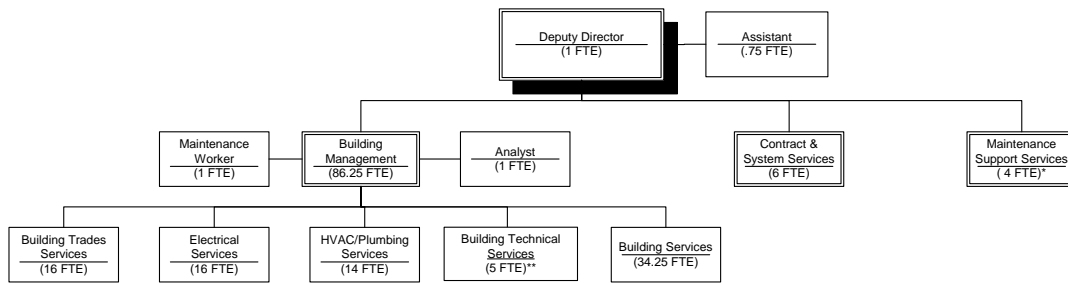 Deputy Director
(1 FTE)
Assistant
(.75 FTE)
Maintenance
Worker
(1 FTE)
Building
Management
(86.25 FTE)
Analyst
(1 FTE)
Contract &
System Services
(6 FTE)
Maintenance
Support Services
( 4 FTE)*
Building Trades
Services
(16 FTE)
Electrical
Services
(16 FTE)
HVAC/Plumbing
Services
(14 FTE)
Building Technical
Services
(5 FTE)**
Building Services
(34.25 FTE)